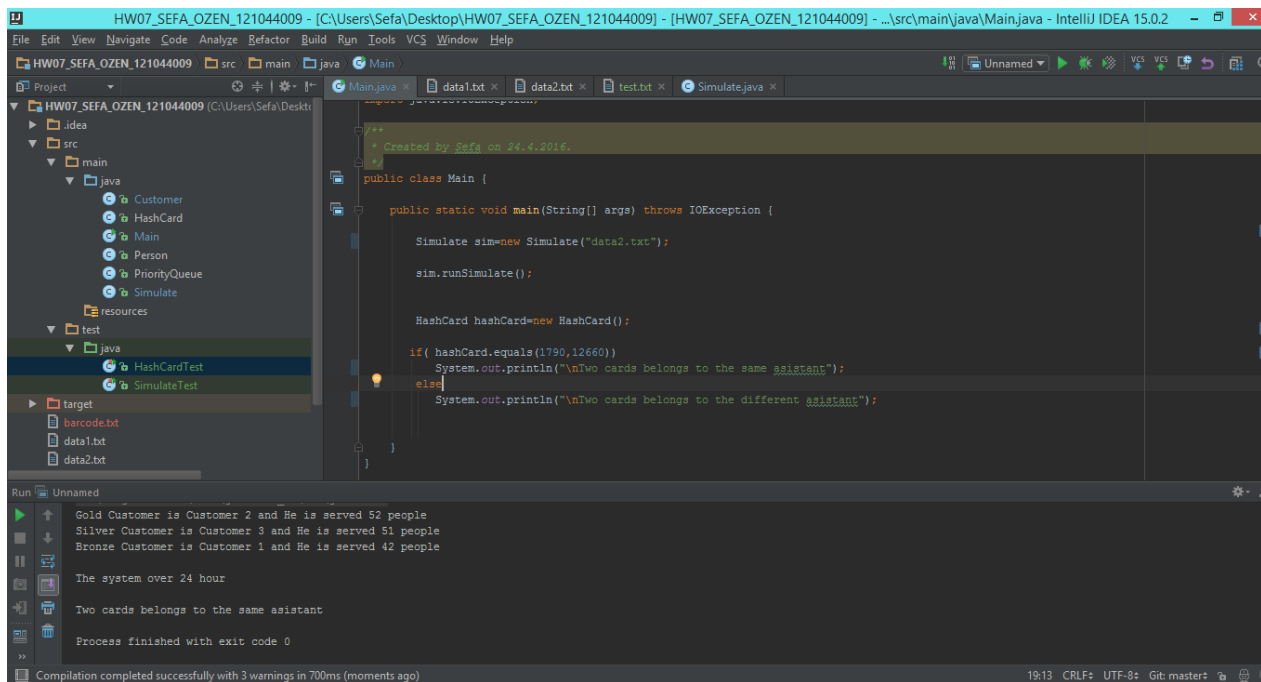 HW07_SEFA_OZEN_121044009 - [C:\Users\Sefa\Desktop\HW07_SEFA_OZEN_121044009] - [HW07_SEFA_OZEN_121044009] - ...\src\main\java\Main.java - IntelliJ IDEA 15.0.2
File Edit View Navigate Code Analyze Refactor Build Run Tools VCS Window Help
HW07_SEFA_OZEN_121044009 src main java Main
Unnamed VCS VCS
Project
Main.java data1.txt data2.txt test.txt Simulate.java
HW07_SEFA_OZEN_121044009 (C:\Users\Sefa\Deskto
.idea
src
main
java
Customer
HashCard
Main
Person
PriorityQueue
Simulate
resources
test
java
HashCardTest
SimulateTest
target
barcode.txt
data1.txt
data2.txt
import java.io.IOException;
/**
* Created by Sefa on 24.4.2016.
*/
public class Main {
public static void main(String[] args) throws IOException {
Simulate sim=new Simulate("data2.txt");
sim.runSimulate();
HashCard hashCard=new HashCard();
if( hashCard.equals(1790,12660))
System.out.println("\nTwo cards belongs to the same asistant");
else
System.out.println("\nTwo cards belongs to the different asistant");
}
}
Run Unnamed
Gold Customer is Customer 2 and He is served 52 people
Silver Customer is Customer 3 and He is served 51 people
Bronze Customer is Customer 1 and He is served 42 people
The system over 24 hour
Two cards belongs to the same asistant
Process finished with exit code 0
Compilation completed successfully with 3 warnings in 700ms (moments ago)
19:13 CRLF UTF-8 Git: master